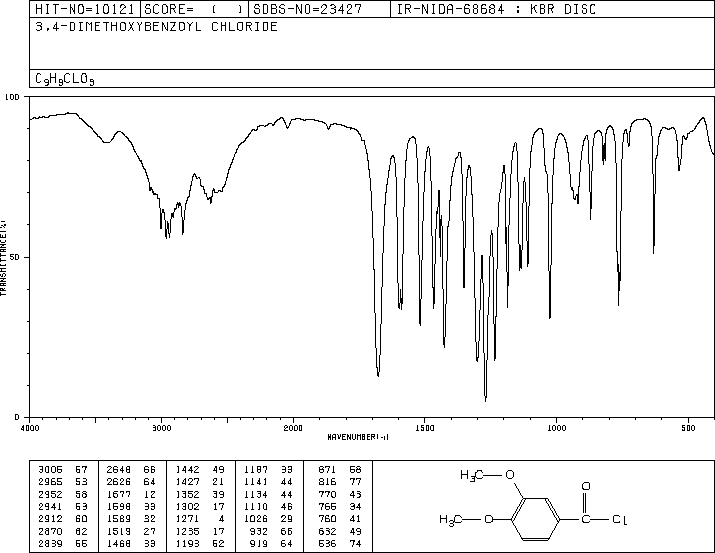 HIT-NO=10121 SCORE= ( ) SDBS-NO=23427 IR-NIDA-68684 : KBR DISC
3,4-DIMETHOXYBENZOYL CHLORIDE
C9H9CLO3
100
50
0
TRANSMITTANCE(%)
4000 3000 2000 1500 1000 500
WAVENUMBER(-1)
3005 57 2648 66 1442 49 1187 33 871 58
2965 53 2626 64 1427 21 1141 44 816 77
2952 58 1677 12 1352 39 1134 44 770 43
2941 53 1598 33 1302 17 1110 46 766 34
2912 60 1589 32 1271 4 1026 29 760 41
2870 62 1519 27 1235 17 932 66 632 49
2839 55 1468 33 1193 52 919 64 536 74
H3C O O
H3C O Cl